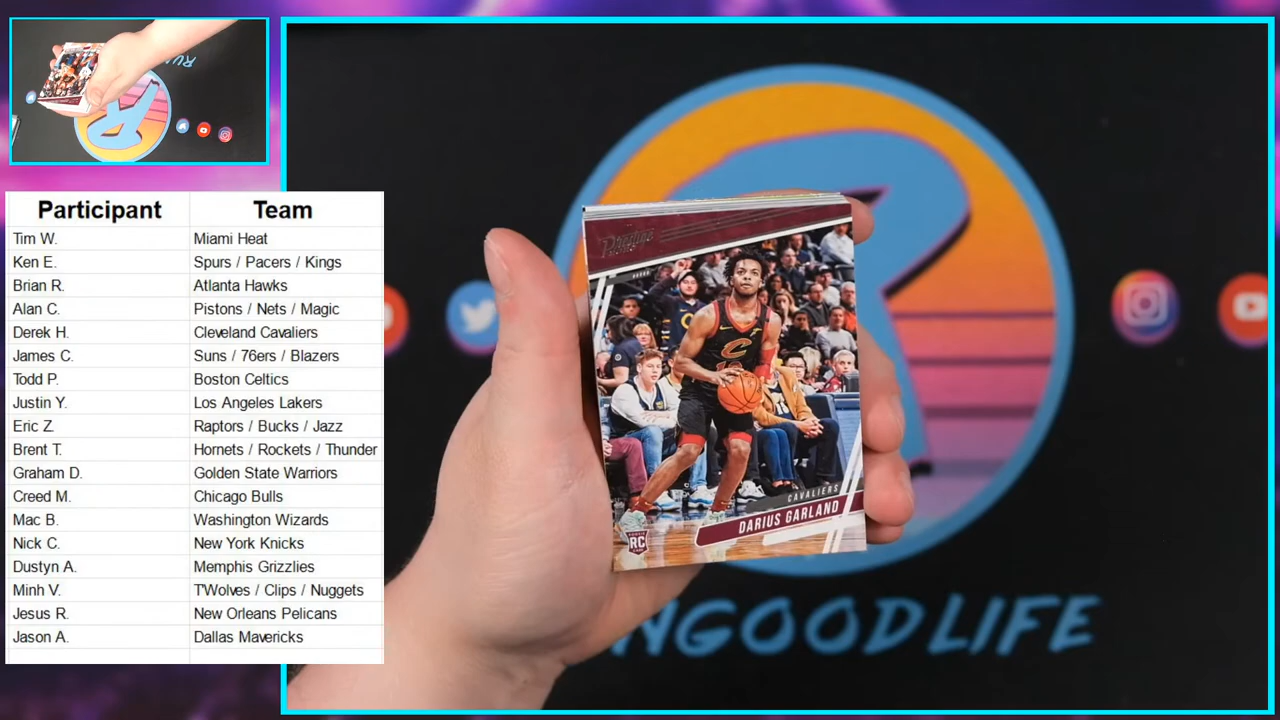 Participant Team
Tim W. Miami Heat
Ken E. Spurs / Pacers / Kings
Brian R. Atlanta Hawks
Alan C. Pistons / Nets / Magic
Derek H. Cleveland Cavaliers
James C. Suns / 76ers / Blazers
Todd P. Boston Celtics
Justin Y. Los Angeles Lakers
Eric Z. Raptors / Bucks / Jazz
Brent T. Hornets / Rockets / Thunder
Graham D. Golden State Warriors
Creed M. Chicago Bulls
Mac B. Washington Wizards
Nick C. New York Knicks
Dustyn A. Memphis Grizzlies
Minh V. T'Wolves / Clips / Nuggets
Jesus R. New Orleans Pelicans
Jason A. Dallas Mavericks
Prestige
C
CAVALIERS
DARIUS GARLAND
RC
NGOODLIFE